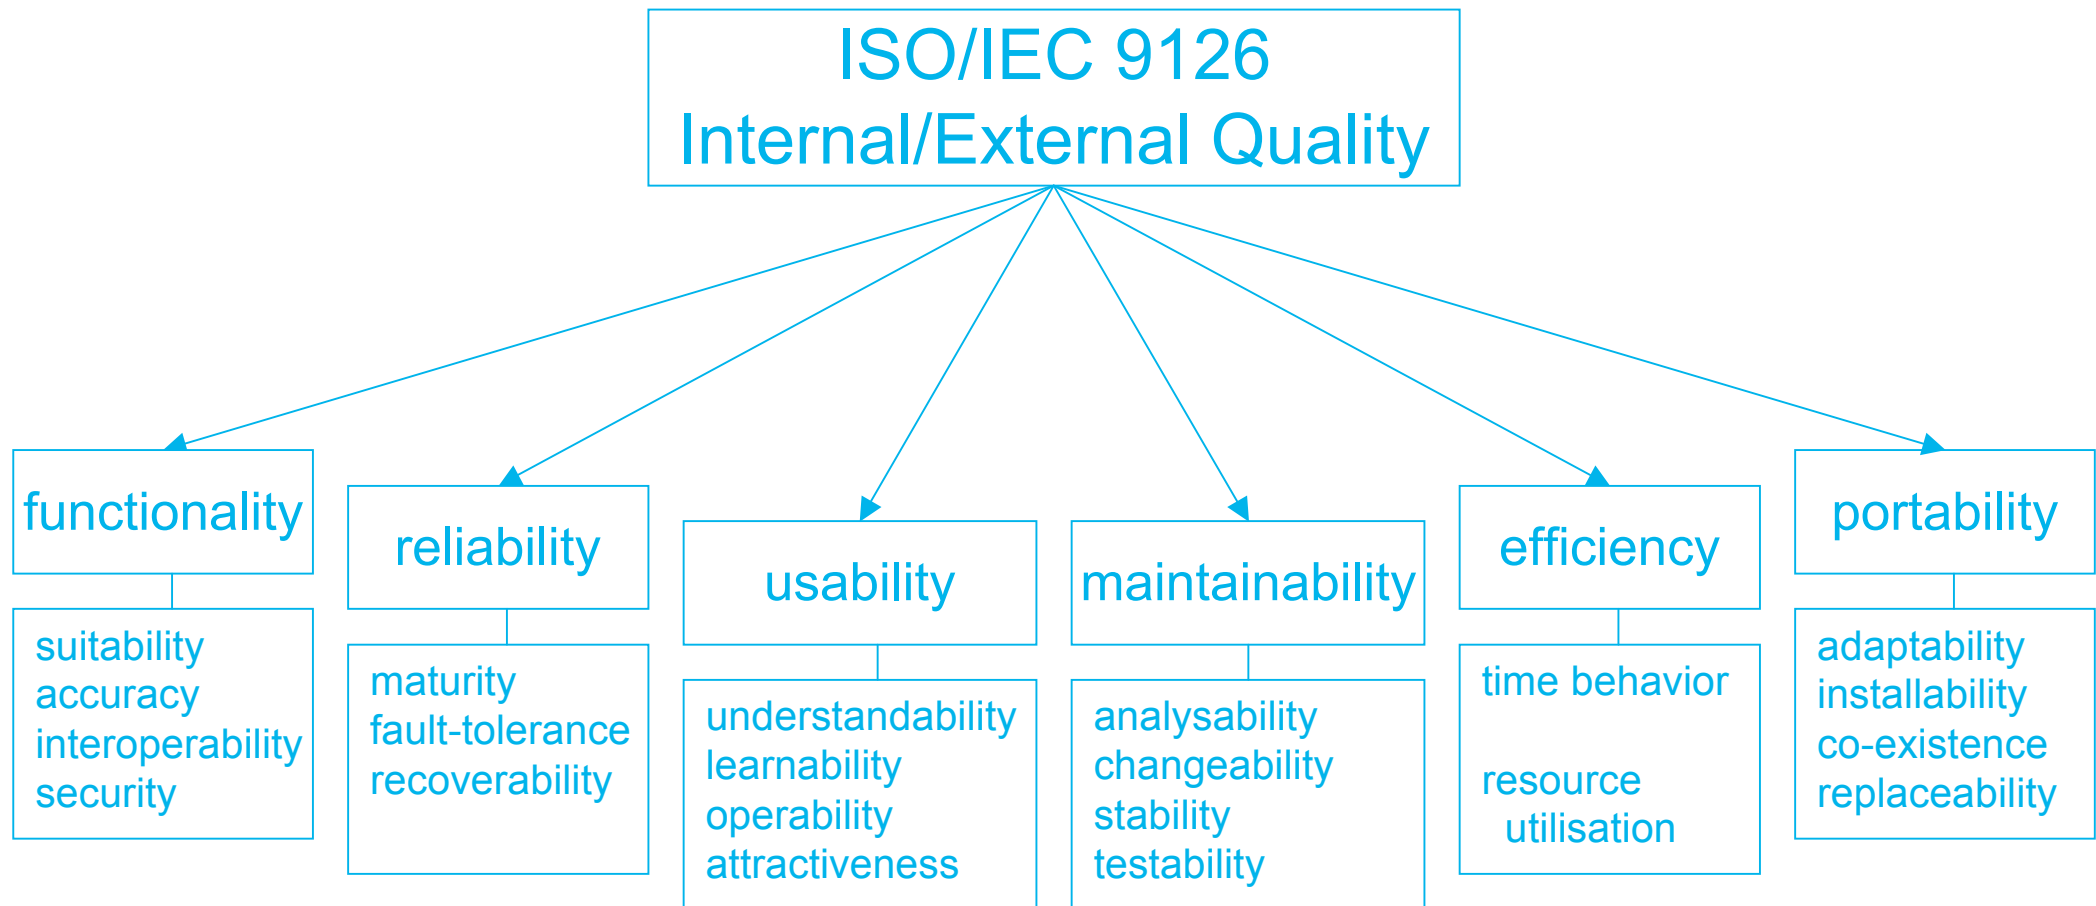 ISO/IEC 9126
Internal/External Quality
functionality
suitability
accuracy
interoperability
security
reliability
maturity
fault-tolerance
recoverability
usability
understandability
learnability
operability
attractiveness
maintainability
analysability
changeability
stability
testability
efficiency
time behavior
resource
utilisation
portability
adaptability
installability
co-existence
replaceability